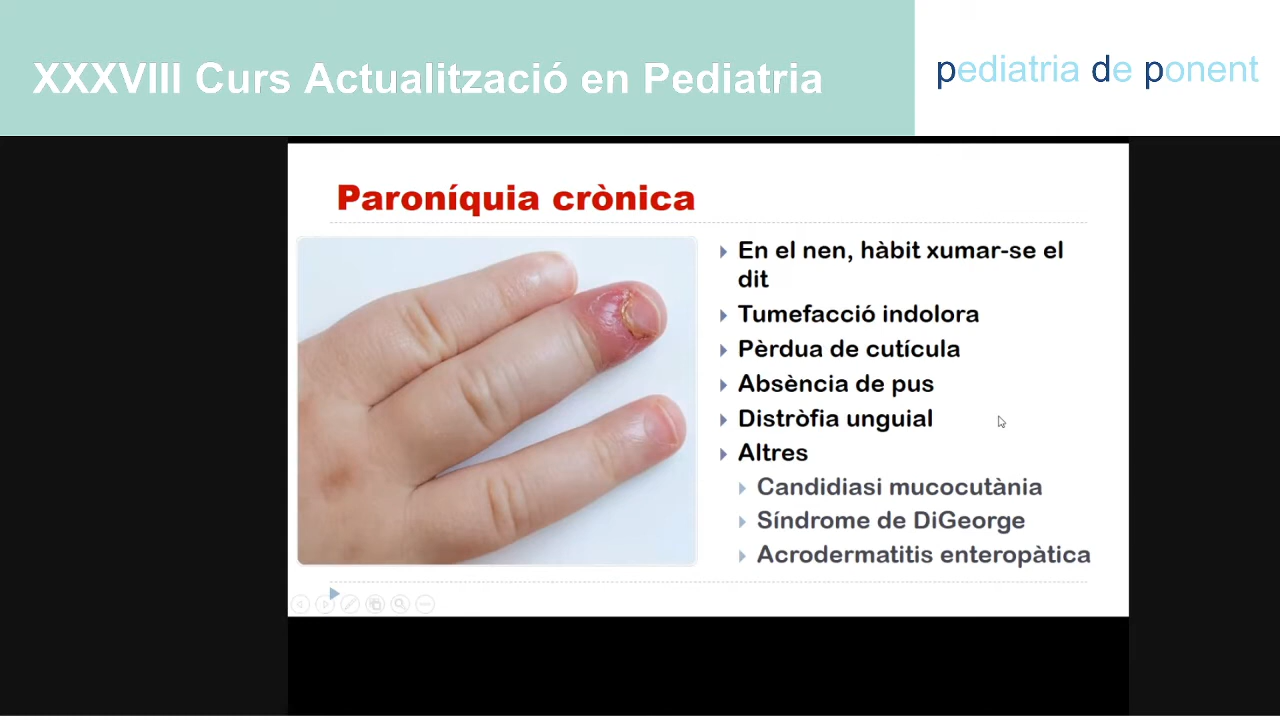 XXXVIII Curs Actualització en Pediatria
pediatria de ponent
Paroníquia crònica
En el nen, hàbit xumar-se el
dit
Tumefacció indolora
Pèrdua de cutícula
Absència de pus
Distròfia unguial
Altres
Candidiasi mucocutània
Síndrome de DiGeorge
Acrodermatitis enteropàtica